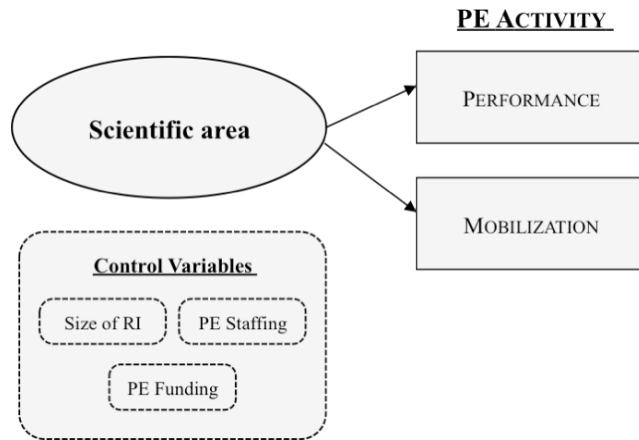 PE ACTIVITY
Scientific area
PERFORMANCE
MOBILIZATION
Control Variables
Size of RI
PE Staffing
PE Funding